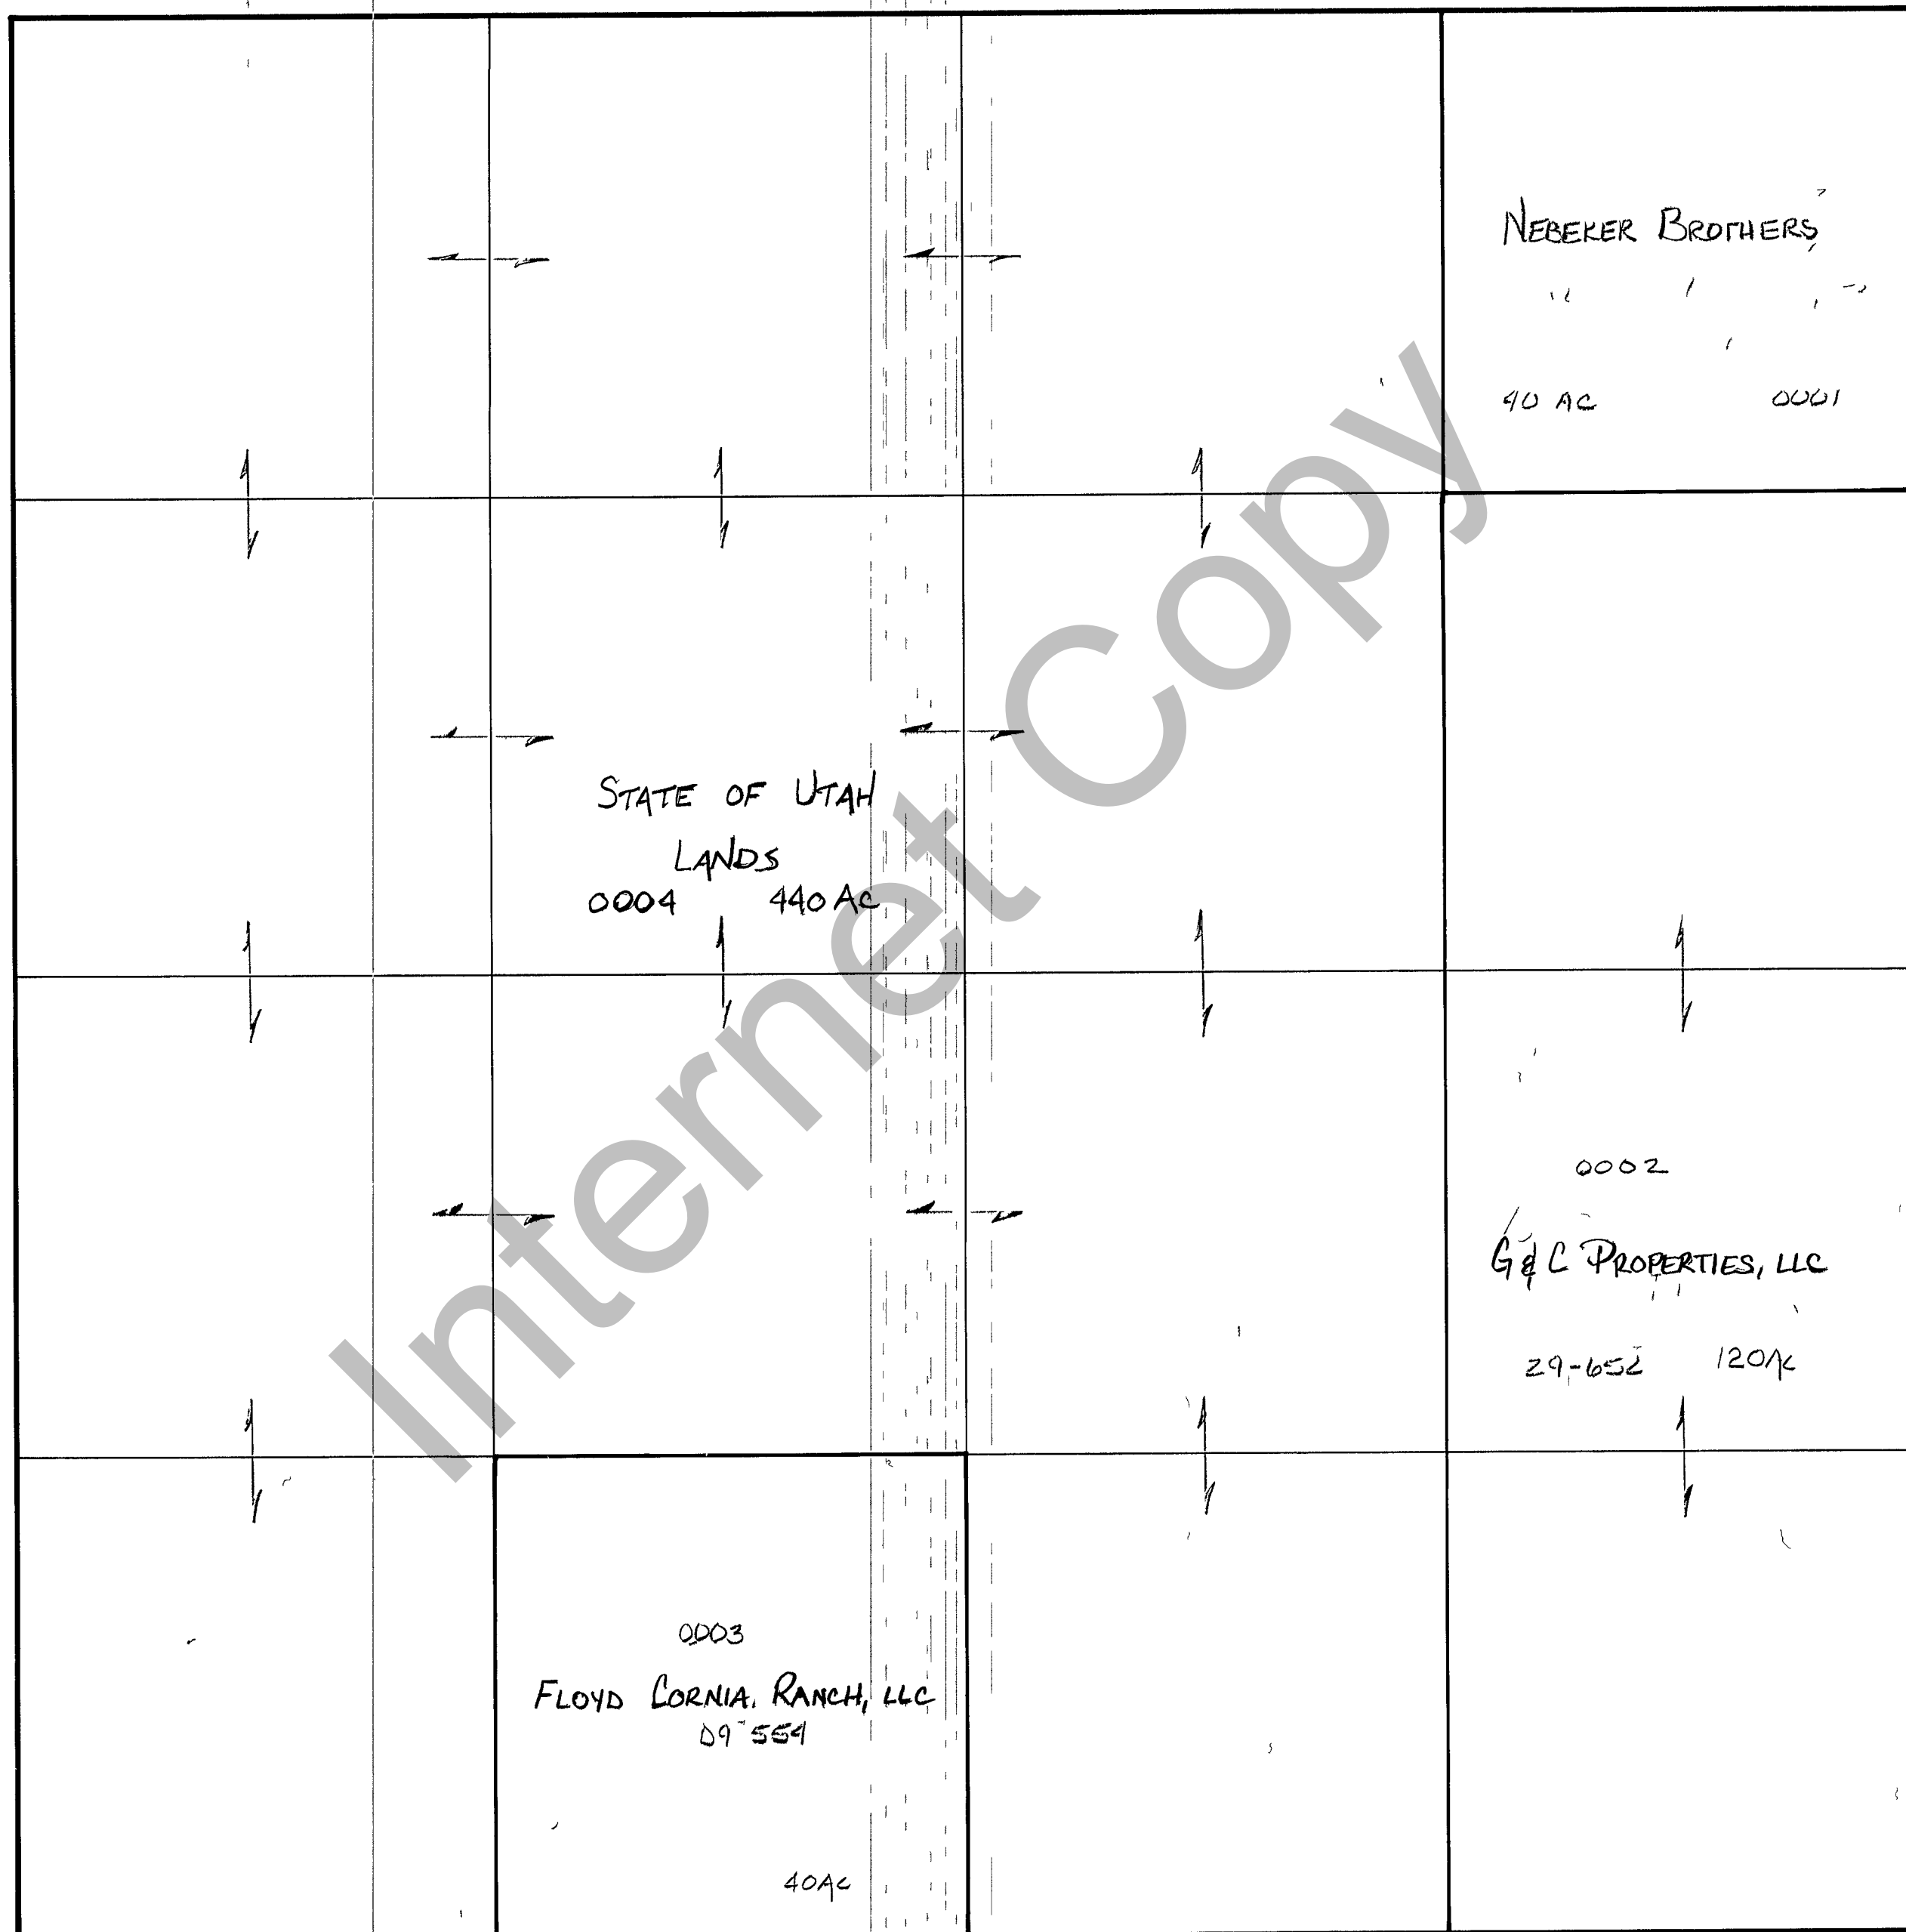 NEBEKER BROTHERS
40 AC 0001
STATE OF UTAH
LANDS
0004 440 AC
Internet Copy
0002
G & C PROPERTIES, LLC
29-652 120AC
0003
FLOYD CORNIA. RANCH, LLC
D9-554
40AC